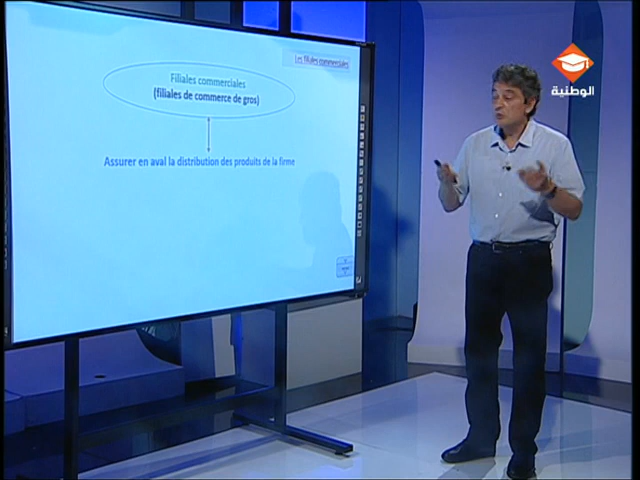 Les filiales commerciales
الوطنية
Filiales commerciales
(filiales de commerce de gros)
Assurer en aval la distribution des produits de la firme